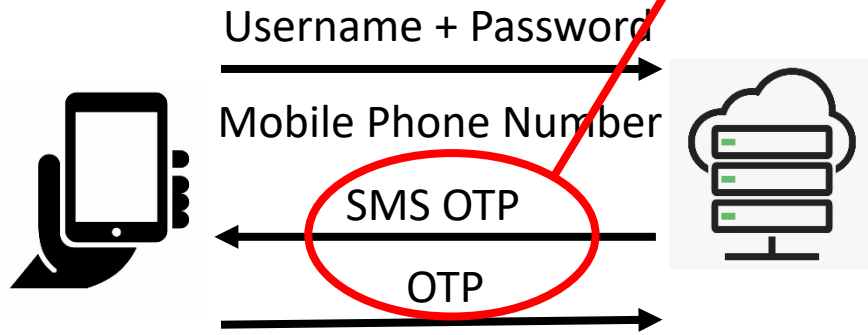 Username + Password
Mobile Phone Number
SMS OTP
OTP